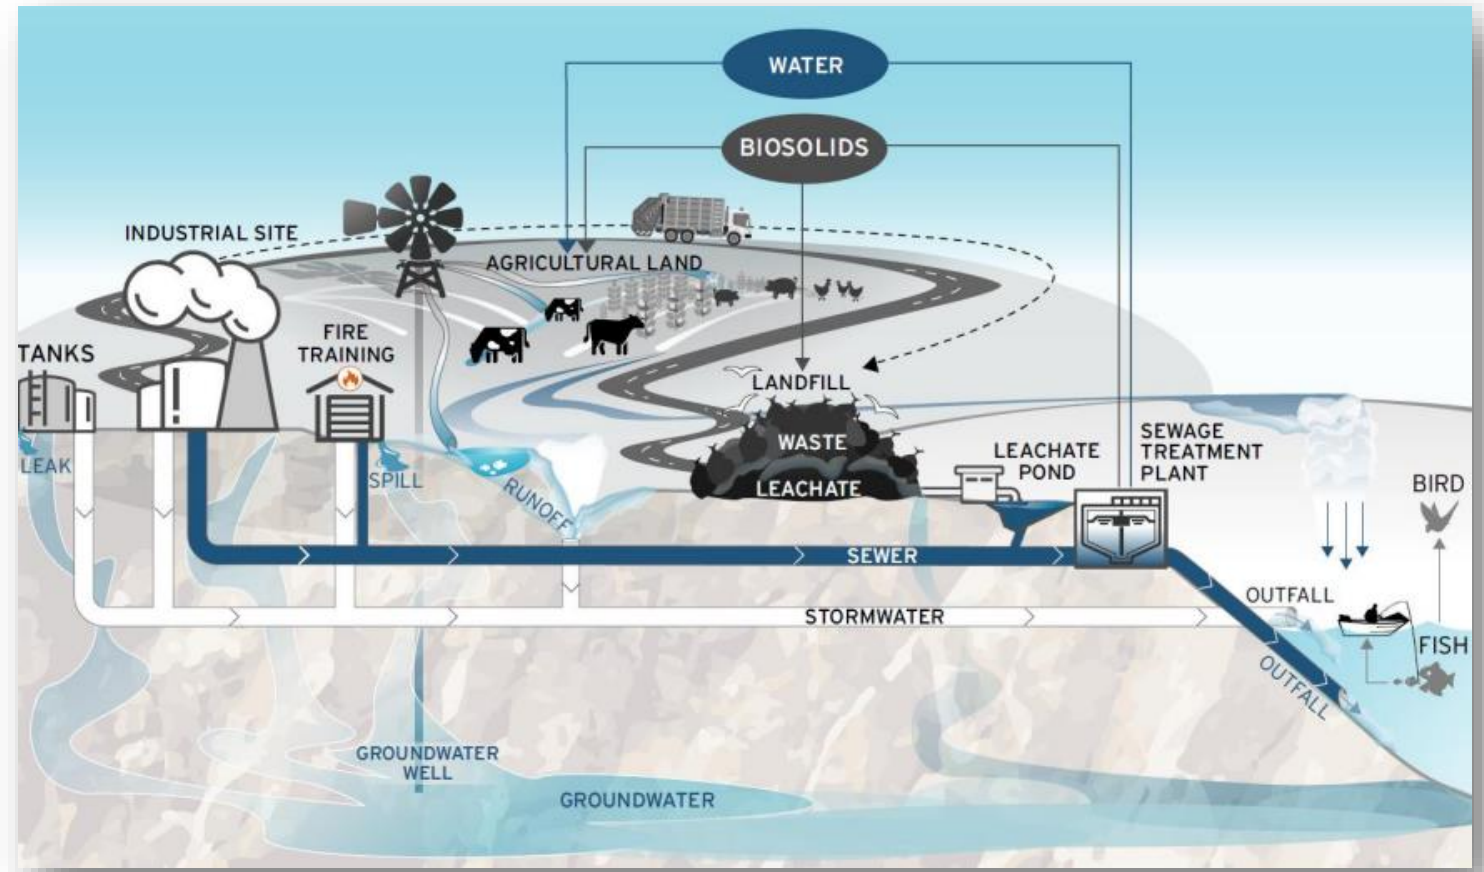 WATER
BIOSOLIDS
INDUSTRIAL SITE
AGRICULTURAL LAND
TANKS
FIRE
TRAINING
LANDFILL
WASTE
LEACHATE
LEACHATE
POND
SEWAGE
TREATMENT
PLANT
LEAK
SPILL
RUNOFF
BIRD
SEWER
STORMWATER
OUTFALL
FISH
OUTFALL
GROUNDWATER
WELL
GROUNDWATER